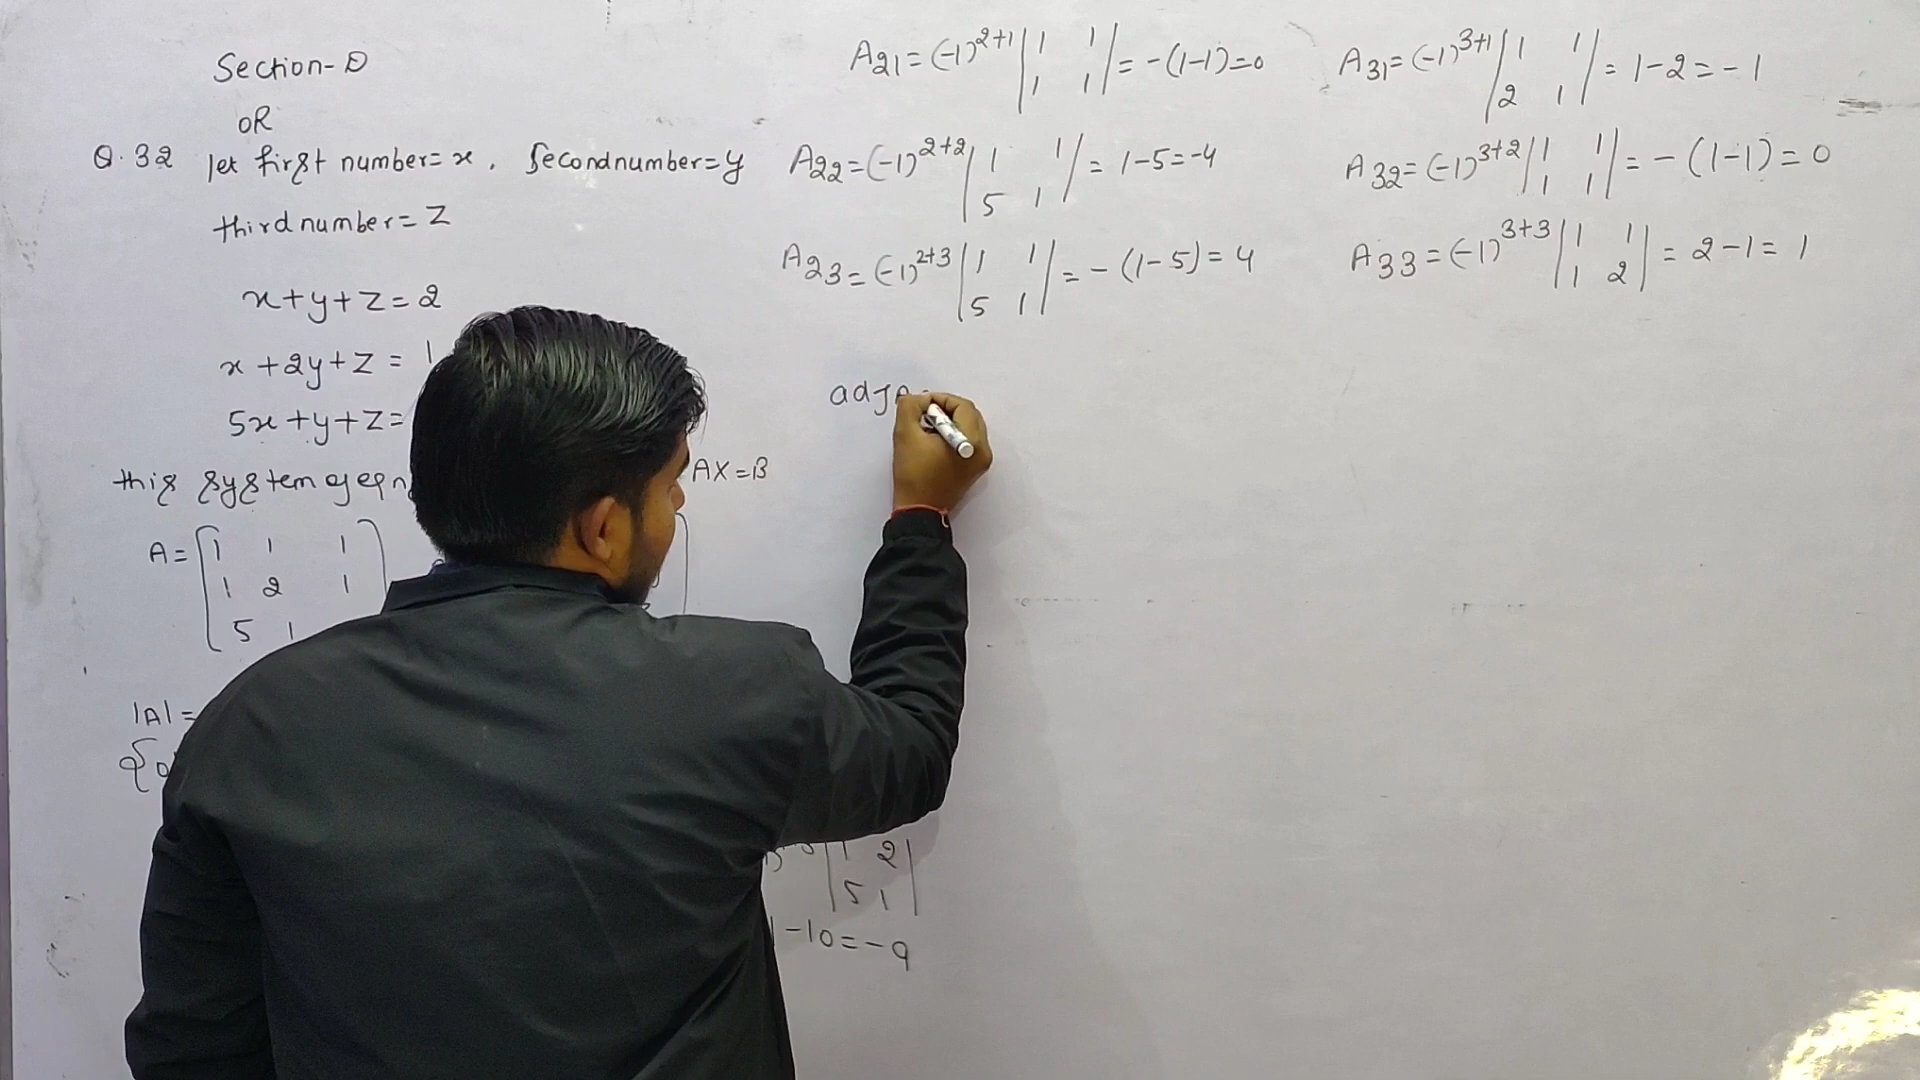 Section-D
OR
Q.32 let first number=x, Second number=y
third number=Z
x+y+z=2
x+2y+z=1
5x+y+z=
this system of eqn
AX=B
A=[1 1 1
1 2 1
5 1
|A|=
1 2
5 1
-10=-9
A21=(-1)^2+1|1 1
1 1|=-(1-1)=0
A22=(-1)^2+2|1 1
5 1|=1-5=-4
A23=(-1)^2+3|1 1
5 1|=-(1-5)=4
adjA=
A31=(-1)^3+1|1 1
2 1|=1-2=-1
A32=(-1)^3+2|1 1
1 1|=-(1-1)=0
A33=(-1)^3+3|1 1
1 2|=2-1=1